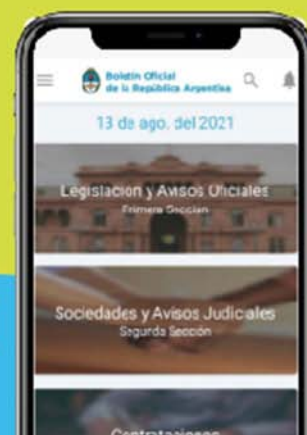 Boletín Oficial
de la República Argentina
13 de ago. del 2021
Legislación y Avisos Oficiales
Primera Sección
Sociedades y Avisos Judiciales
Segunda Sección
Contrataciones